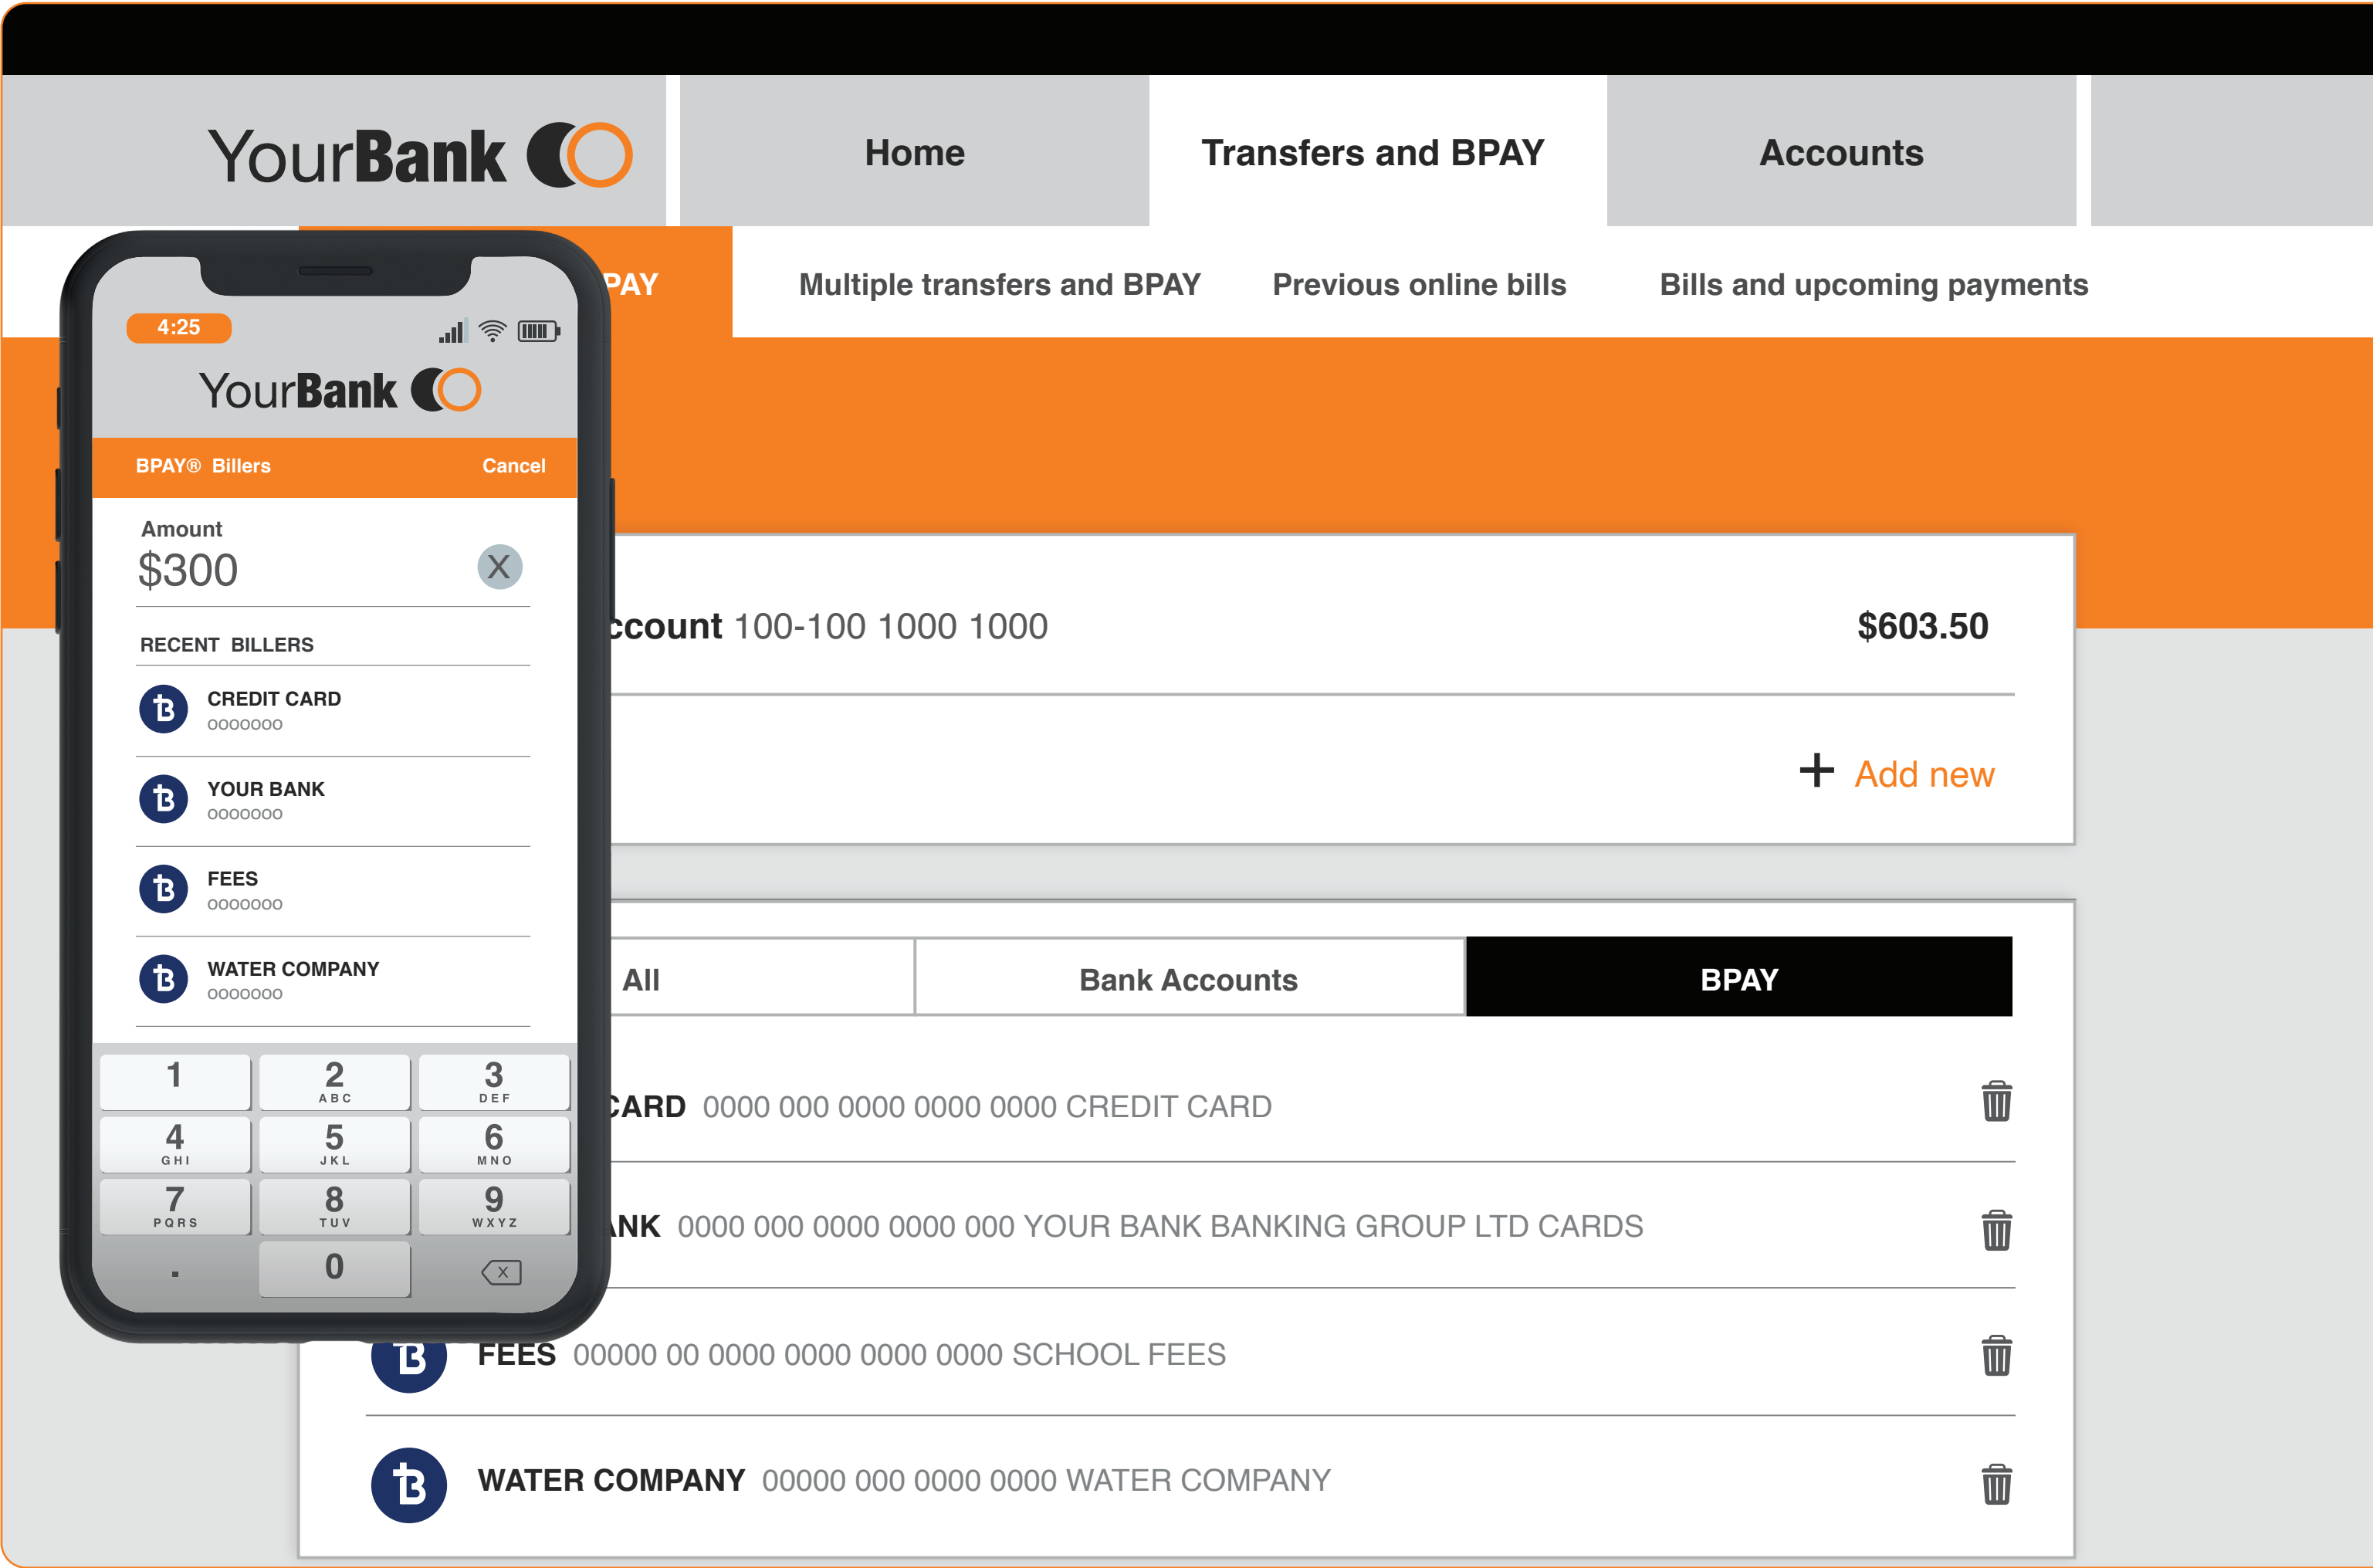 YourBank
Home
Transfers and BPAY
Accounts
PAY
Multiple transfers and BPAY
Previous online bills
Bills and upcoming payments
4:25
YourBank
BPAY® Billers
Cancel
Amount
$300
X
RECENT BILLERS
CREDIT CARD
0000000
YOUR BANK
0000000
FEES
0000000
WATER COMPANY
0000000
1
2
ABC
3
DEF
4
GHI
5
JKL
6
MNO
7
PQRS
8
TUV
9
WXYZ
.
0
X
ccount 100-100 1000 1000
$603.50
+ Add new
All
Bank Accounts
BPAY
CARD 0000 000 0000 0000 0000 CREDIT CARD
ANK 0000 000 0000 0000 000 YOUR BANK BANKING GROUP LTD CARDS
B FEES 00000 00 0000 0000 0000 0000 SCHOOL FEES
B WATER COMPANY 00000 000 0000 0000 WATER COMPANY